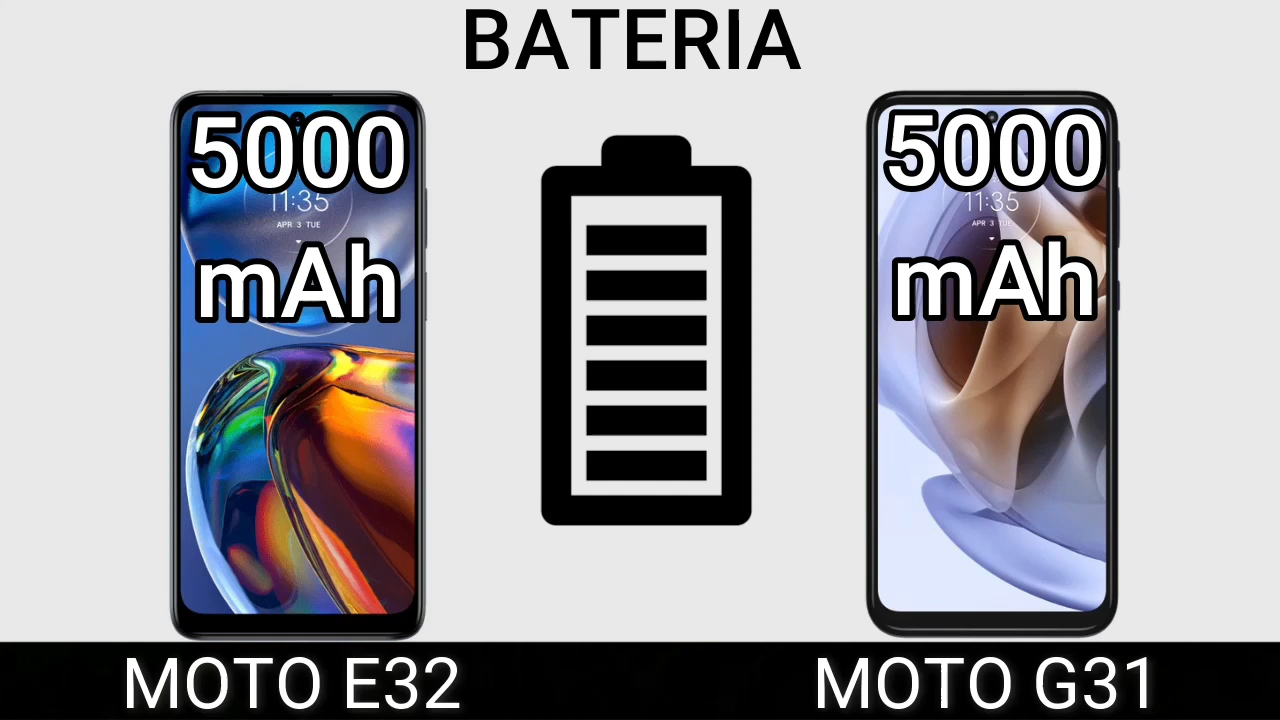 BATERIA
5000
mAh
11:35
APR 3 TUE
MOTO E32
5000
mAh
11:35
APR 3 TUE
MOTO G31